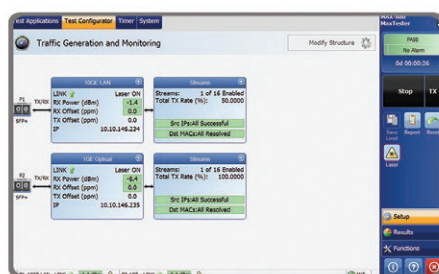 Test Applications Test Configurator Timer System
MaxTester
Traffic Generation and Monitoring
Modify Structure
PASS
No Alarm
0d 00:00:26
Stop TX
Save
Load
Report
Reset
Laser
10GE LAN
LINK Laser ON
RX Power (dBm) -1.4
RX Offset (ppm) 0.0
TX Offset (ppm) 0.0
IP 10.10.146.234
Streams
Streams: 1 of 16 Enabled
Total TX Rate (%): 50.0000
Src IPs:All Successful
Dst MACs:All Resolved
P1
TX/RX
SFP+
1GE Optical
LINK Laser ON
RX Power (dBm) -6.4
RX Offset (ppm) 0.0
TX Offset (ppm) 0.0
IP 10.10.146.235
Streams
Streams: 1 of 16 Enabled
Total TX Rate (%): 100.0000
Src IPs:All Successful
Dst MACs:All Resolved
P2
TX/RX
SFP+
Setup
Results
Functions